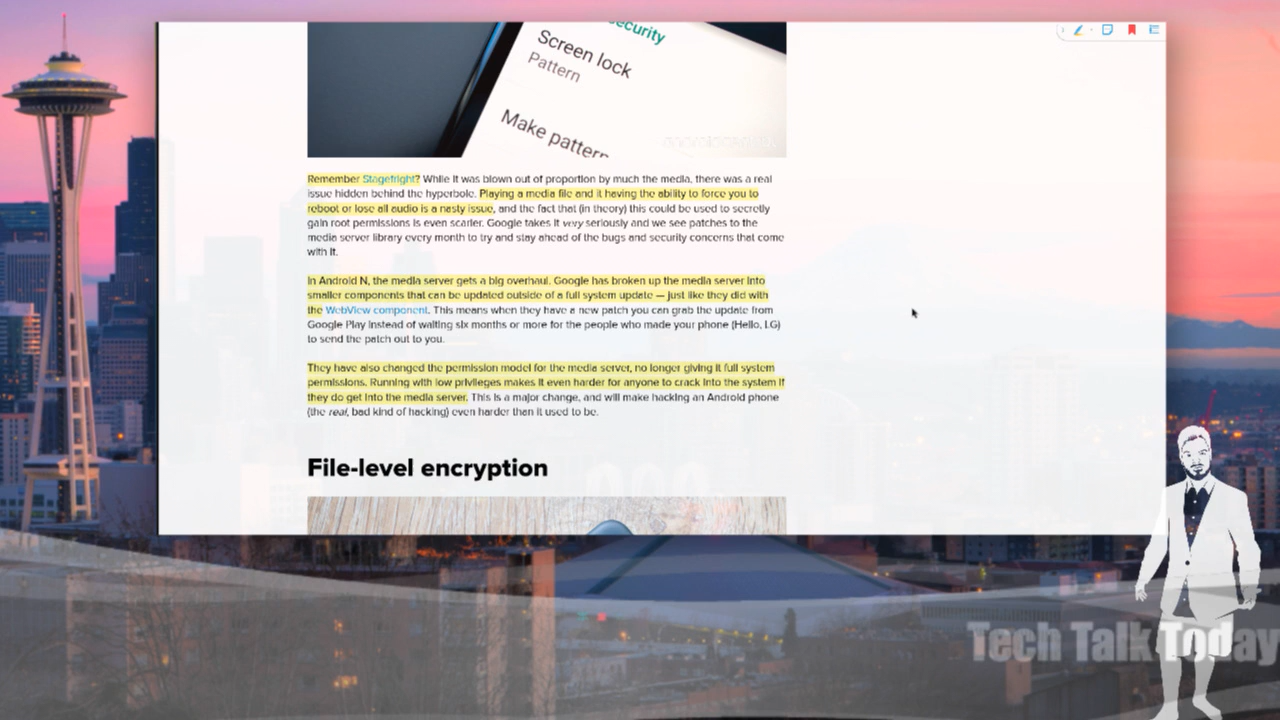 security
Screen lock
Pattern
Make pattern
androidcentral
Remember Stagefright? While it was blown out of proportion by much the media, there was a real
issue hidden behind the hyperbole. Playing a media file and it having the ability to force you to
reboot or lose all audio is a nasty issue, and the fact that (in theory) this could be used to secretly
gain root permissions is even scarier. Google takes it very seriously and we see patches to the
media server library every month to try and stay ahead of the bugs and security concerns that come
with it.
In Android N, the media server gets a big overhaul. Google has broken up the media server into
smaller components that can be updated outside of a full system update — just like they did with
the WebView component. This means when they have a new patch you can grab the update from
Google Play instead of waiting six months or more for the people who made your phone (Hello, LG)
to send the patch out to you.
They have also changed the permission model for the media server, no longer giving it full system
permissions. Running with low privileges makes it even harder for anyone to crack into the system if
they do get into the media server. This is a major change, and will make hacking an Android phone
(the real, bad kind of hacking) even harder than it used to be.
File-level encryption
Tech Talk Today